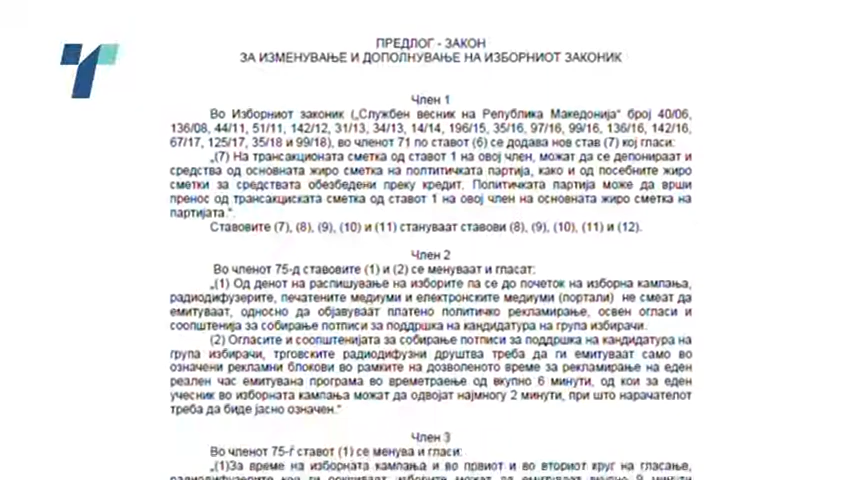 ПРЕДЛОГ - ЗАКОН
ЗА ИЗМЕНУВАЊЕ И ДОПОЛНУВАЊЕ НА ИЗБОРНИОТ ЗАКОНИК
Член 1
Во Изборниот законик („Службен весник на Република Македонија“ број 40/06,
136/08, 44/11, 51/11, 142/12, 31/13, 34/13, 14/14, 196/15, 35/16, 97/16, 99/16, 136/16, 142/16,
67/17, 125/17, 35/18 и 99/18), во членот 71 по ставот (6) се додава нов став (7) кој гласи:
„(7) На трансакционата сметка од ставот 1 на овој член, можат да се депонираат и
средства од основната жиро сметка на полтитичката партија, како и од посебните жиро
сметки за средствата обезбедени преку кредит. Политичката партија може да врши
пренос од трансакциската сметка од ставот 1 на овој член на основната жиро сметка на
партијата.“.
Ставовите (7), (8), (9), (10) и (11) стануваат ставови (8), (9), (10), (11) и (12).
Член 2
Во членот 75-д ставовите (1) и (2) се менуваат и гласат:
„(1) Од денот на распишување на изборите па се до почеток на изборна кампања,
радиодифузерите, печатените медиуми и електронските медиуми (портали) не смеат да
емитуваат, односно да објавуваат платено политичко рекламирање, освен огласи и
соопштенија за собирање потписи за поддршка на кандидатура на група избирачи.
(2) Огласите и соопштенијата за собирање потписи за поддршка на кандидатура на
група избирачи, трговските радиодифузни друштва треба да ги емитуваат само во
означени рекламни блокови во рамките на дозволеното време за рекламирање на еден
реален час емитувана програма во времетраење од вкупно 6 минути, од кои за еден
учесник во изборната кампања можат да одвојат најмногу 2 минути, при што нарачателот
треба да биде јасно означен.“
Член 3
Во членот 75-ѓ ставот (1) се менува и гласи:
„(1)За време на изборната кампања и во првиот и во вториот круг на гласање,
радиодифузерите кои ги покриваат изборите можат да емитуваат вкупно 9 минути